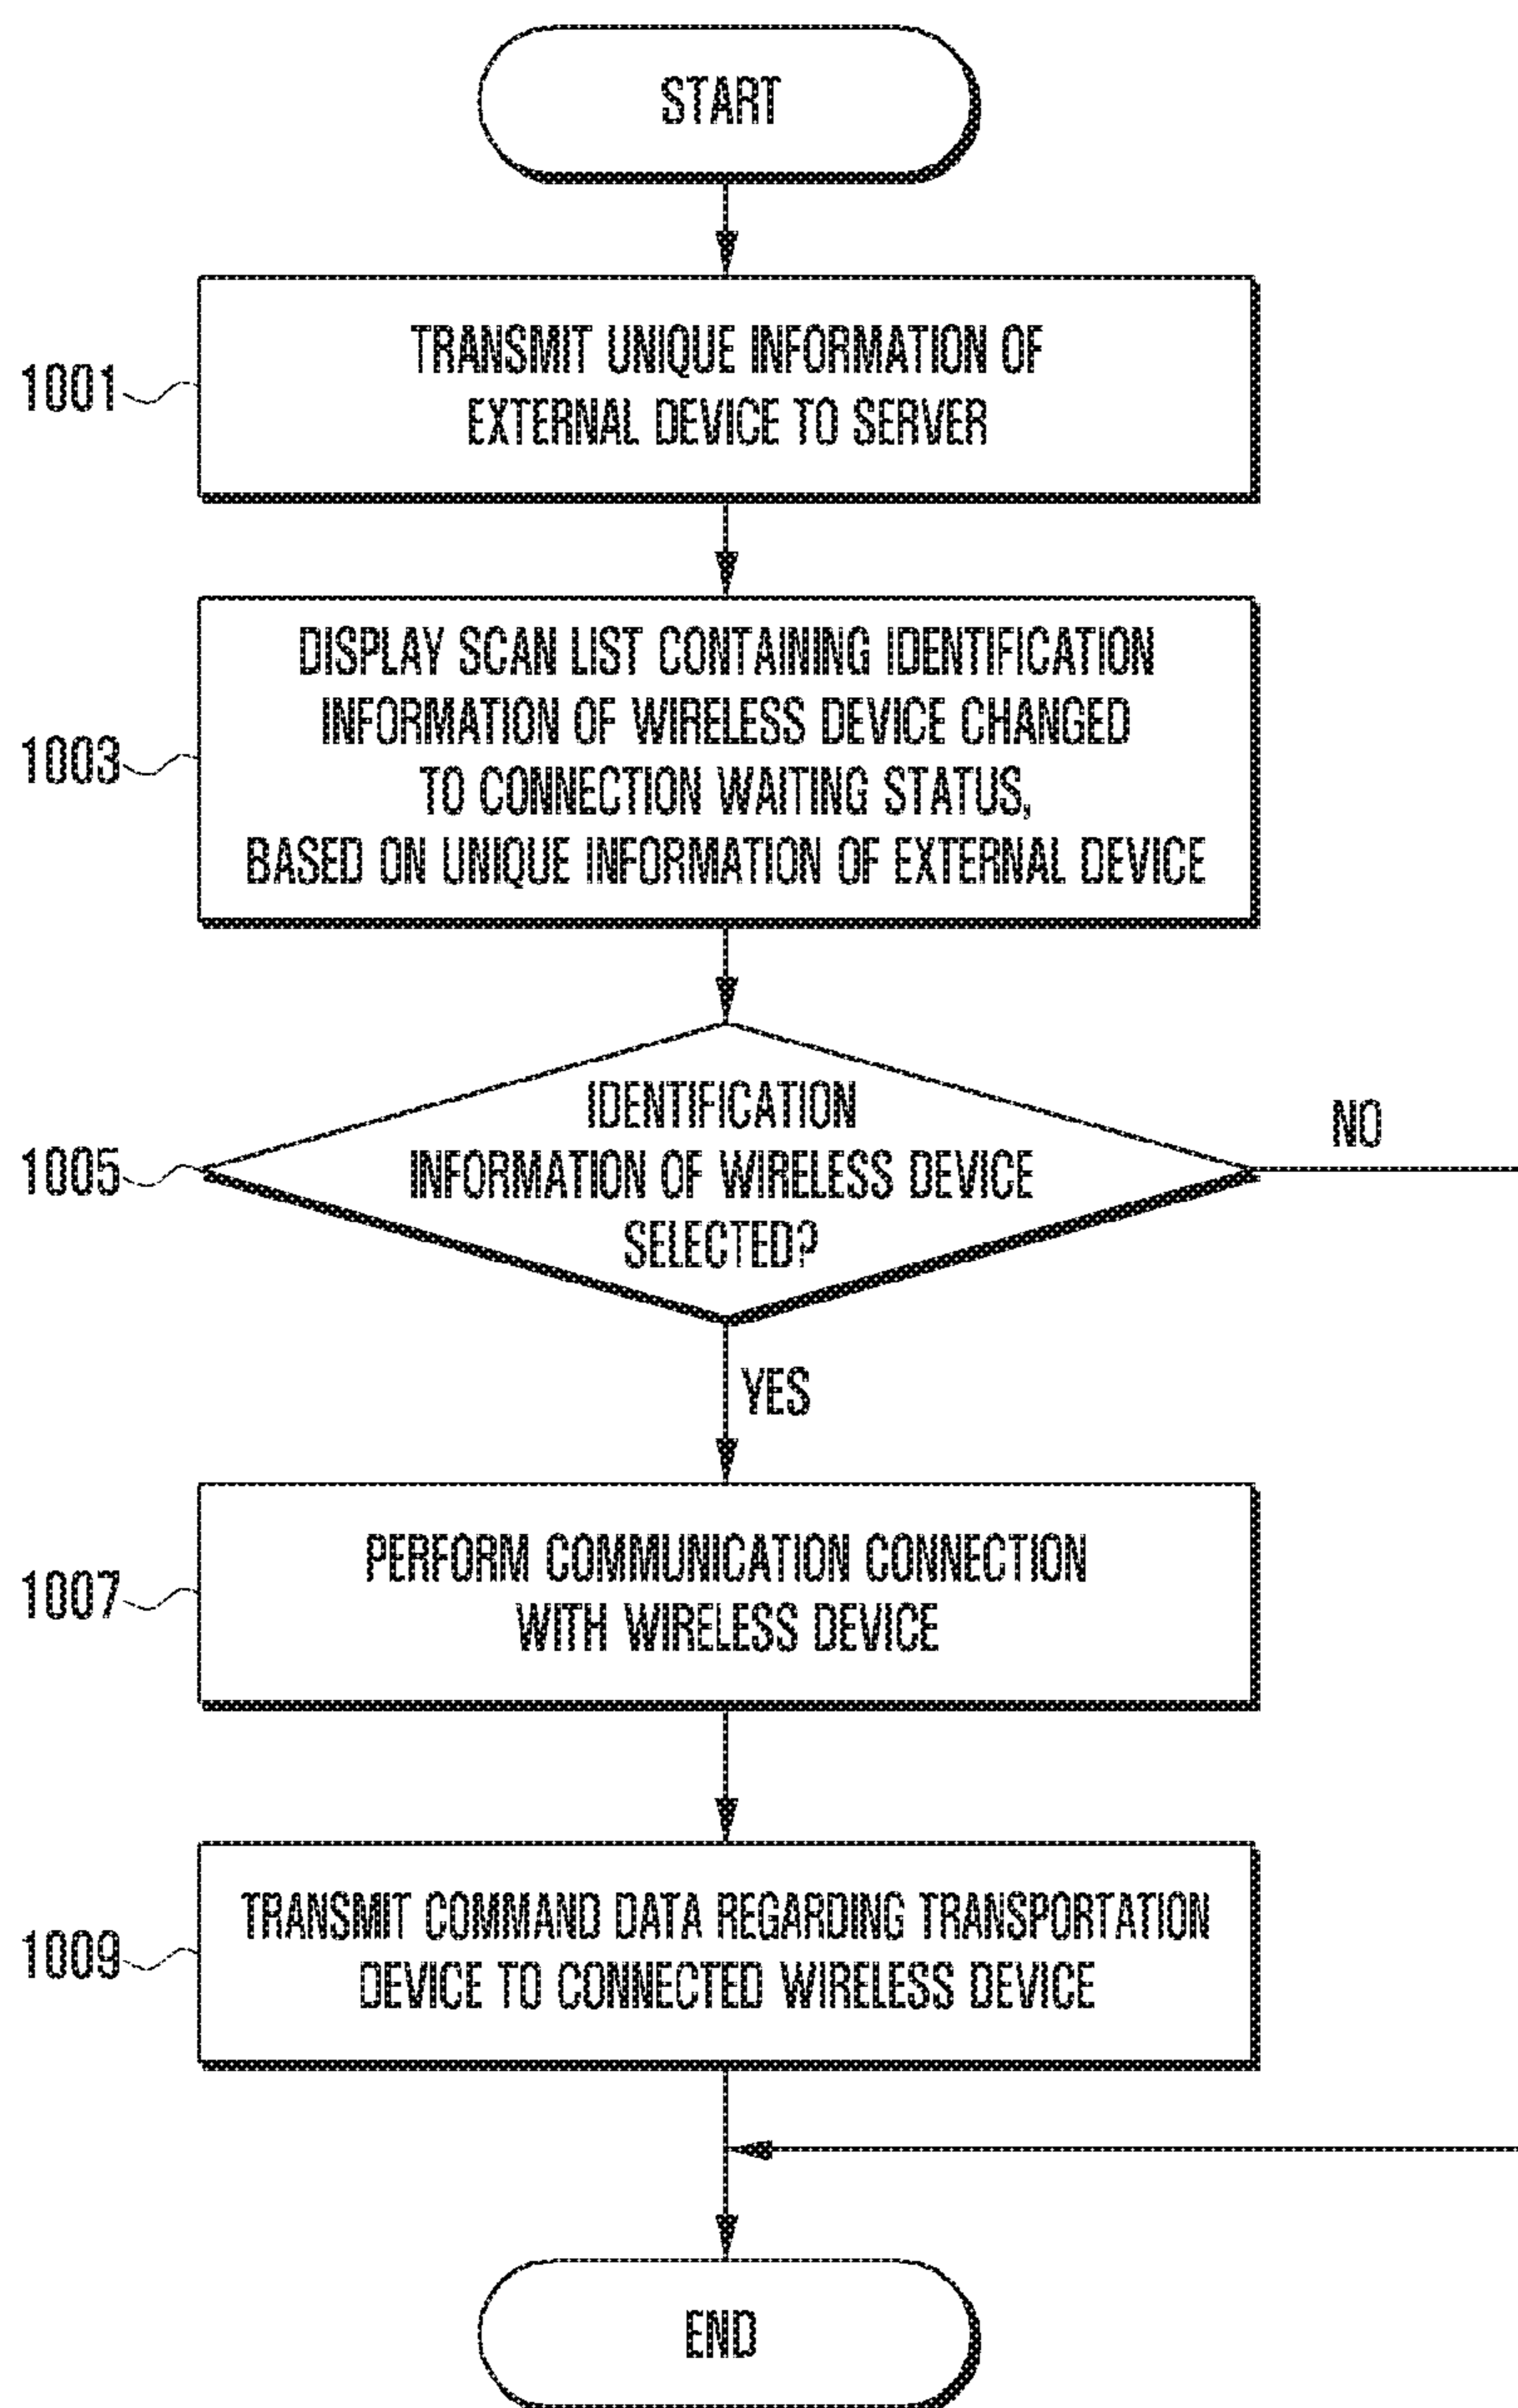 START
1001
TRANSMIT UNIQUE INFORMATION OF
EXTERNAL DEVICE TO SERVER
1003
DISPLAY SCAN LIST CONTAINING IDENTIFICATION
INFORMATION OF WIRELESS DEVICE CHANGED
TO CONNECTION WAITING STATUS,
BASED ON UNIQUE INFORMATION OF EXTERNAL DEVICE
1005
IDENTIFICATION
INFORMATION OF WIRELESS DEVICE
SELECTED?
NO
YES
1007
PERFORM COMMUNICATION CONNECTION
WITH WIRELESS DEVICE
1009
TRANSMIT COMMAND DATA REGARDING TRANSPORTATION
DEVICE TO CONNECTED WIRELESS DEVICE
END